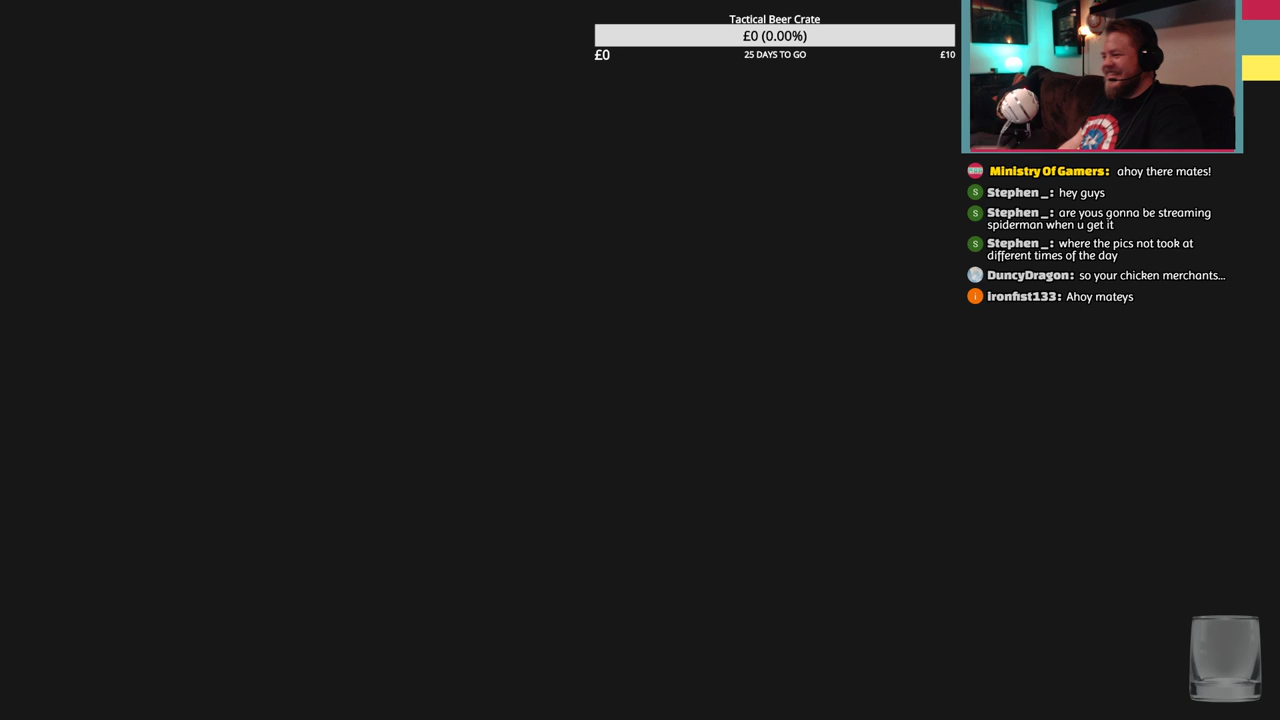 Tactical Beer Crate
£0 (0.00%)
£0 25 DAYS TO GO £10
Ministry Of Gamers: ahoy there mates!
S Stephen_: hey guys
S Stephen_: are yous gonna be streaming
spiderman when u get it
S Stephen_: where the pics not took at
different times of the day
DuncyDragon: so your chicken merchants...
i ironfist133: Ahoy mateys